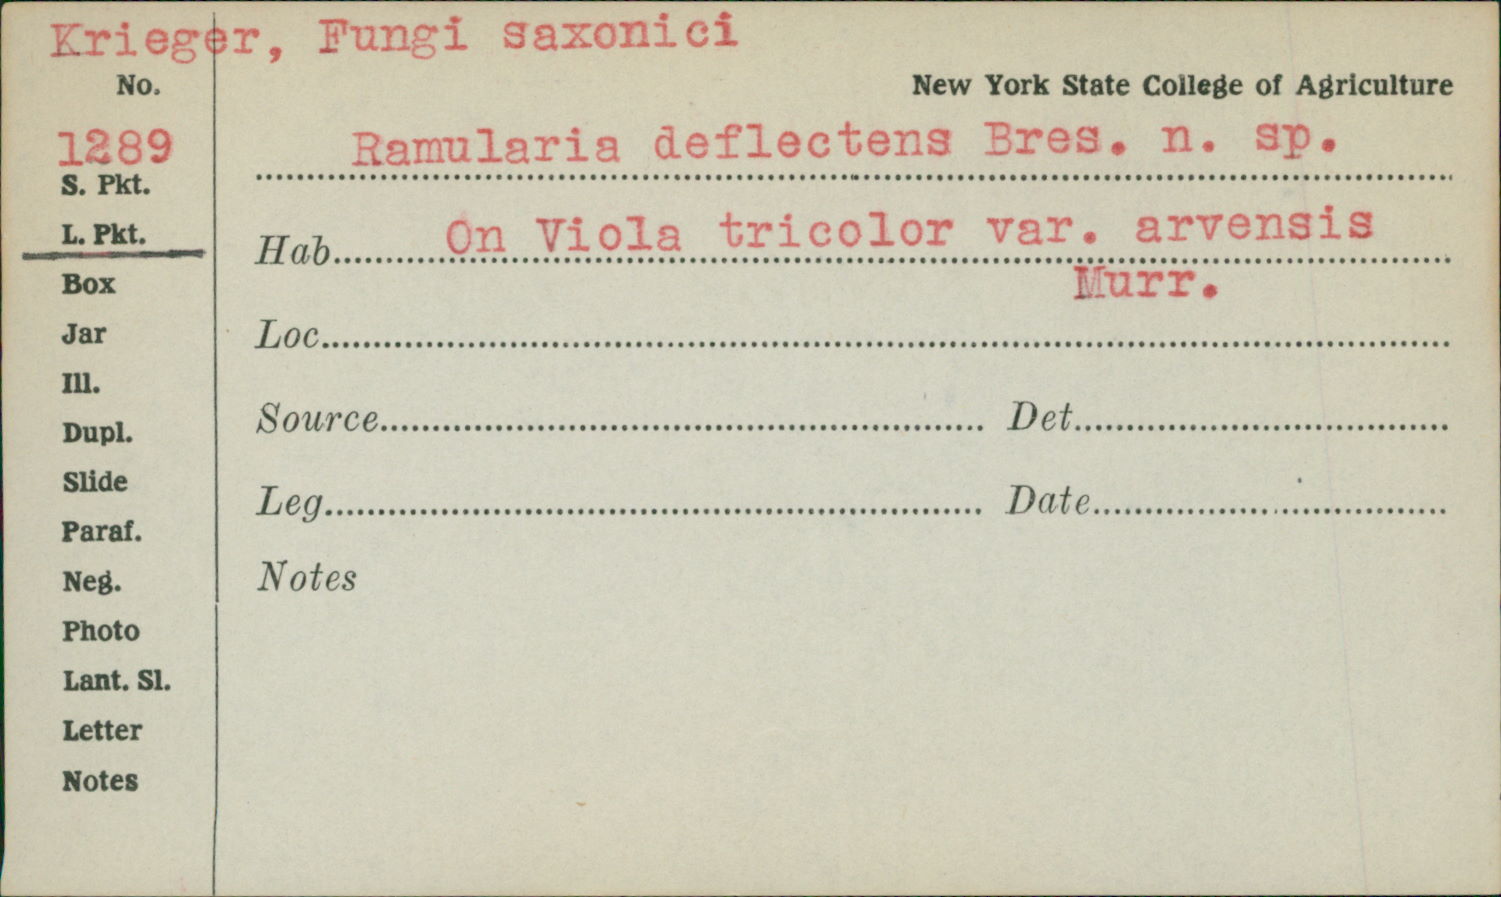 Krieger, Fungi saxonici
No.
New York State College of Agriculture
1289
Ramularia deflectens Bres. n. sp.
S. Pkt.
L. Pkt.
Hab. On Viola tricolor var. arvensis
Murr.
Box
Jar
Loc.
Ill.
Source Det.
Dupl.
Slide
Leg. Date
Paraf.
Neg.
Notes
Photo
Lant. Sl.
Letter
Notes